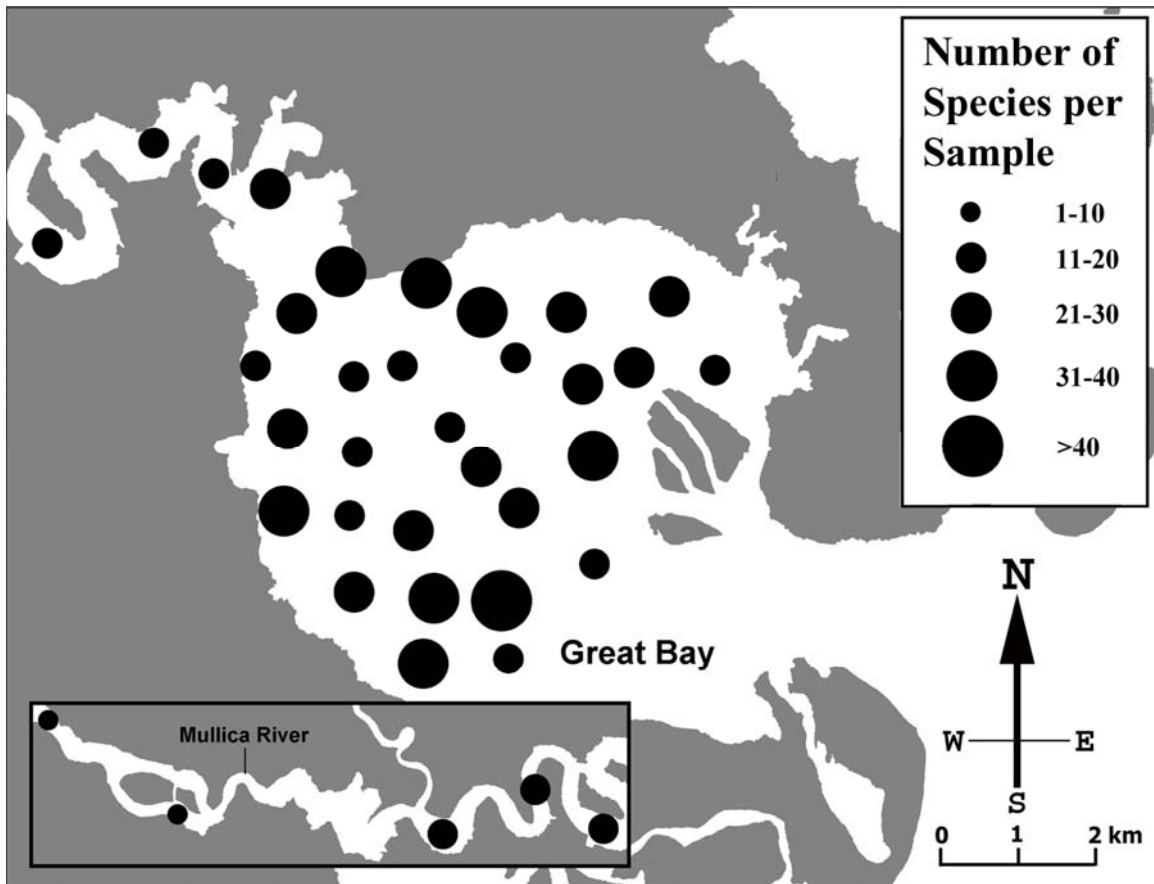 Number of
Species per
Sample
1-10
11-20
21-30
31-40
>40
Great Bay
Mullica River
N
W E
S
0 1 2 km